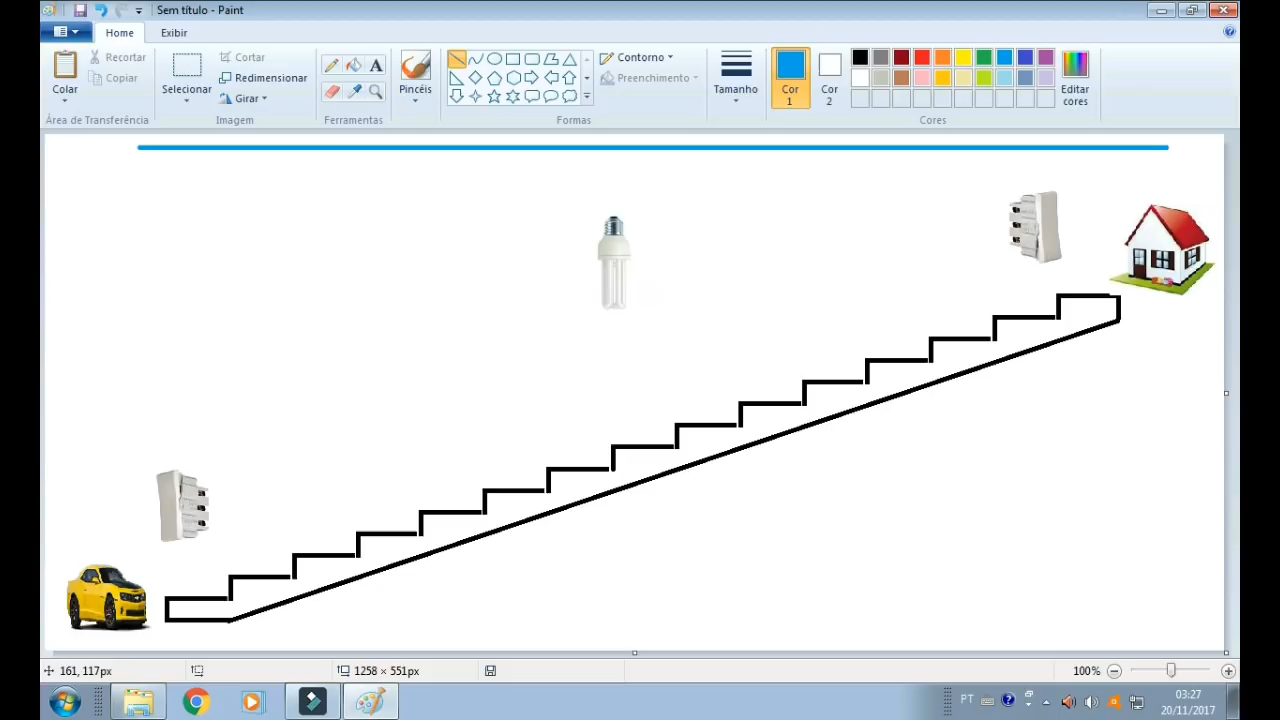 Sem título - Paint
Home Exibir
Colar
Recortar
Copiar
Área de Transferência
Selecionar
Cortar
Redimensionar
Girar
Imagem
A
Ferramentas
Pincéis
Formas
Contorno
Preenchimento
Tamanho
Cor 1
Cor 2
Editar cores
Cores
161, 117px
1258 × 551px
100%
PT
03:27
20/11/2017